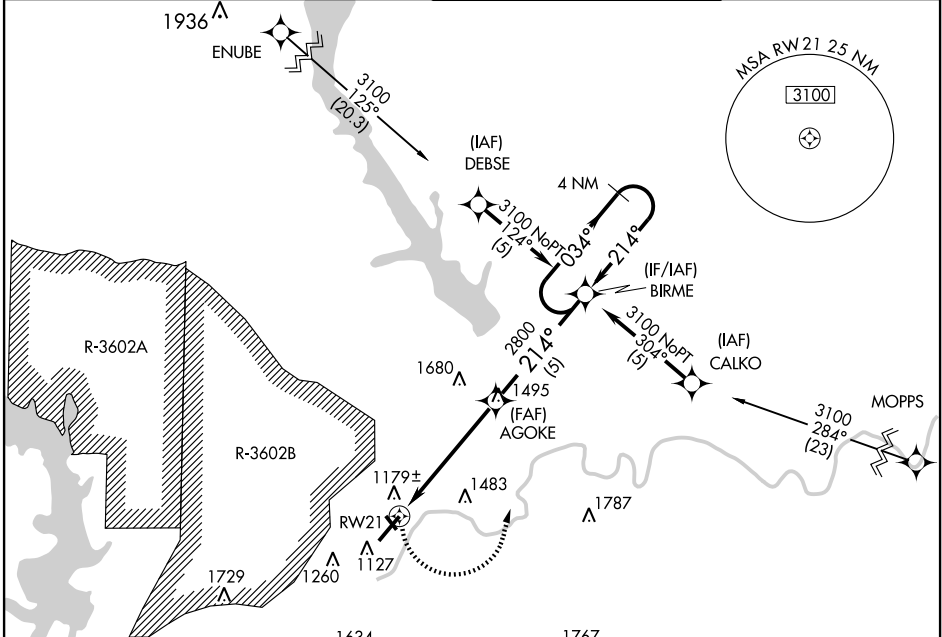 1936
ENUBE
3100
125°
(20.3)
MSA RW21 25 NM
3100
(IAF)
DEBSE
4 NM
3100 NoPT
124°
(5)
034°
214°
(IF/IAF)
BIRME
R-3602A
2800
214°
(5)
3100 NoPT
304°
(5)
(IAF)
CALKO
1680
1495
(FAF)
AGOKE
MOPPS
3100
284°
(23)
R-3602B
1179±
1483
1787
RW21
1127
1260
1729
1634
1767